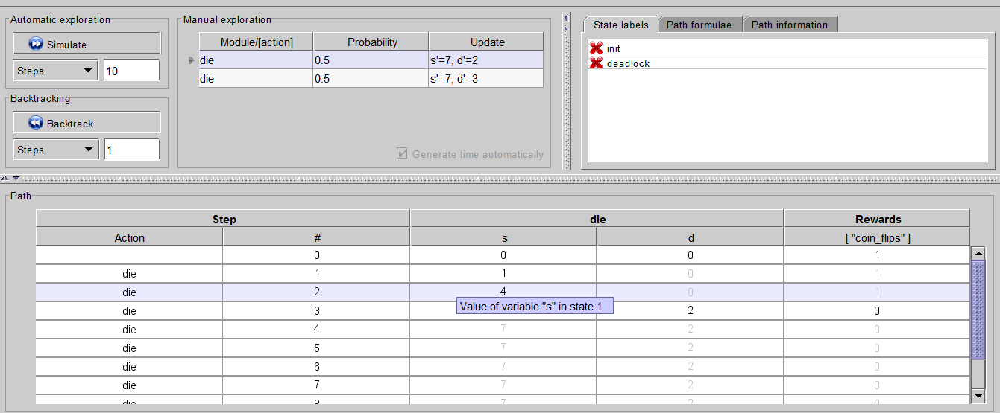 Automatic exploration
Simulate
Steps 10
Backtracking
Backtrack
Steps 1
Manual exploration
Module/[action] Probability Update
die 0.5 s'=7, d'=2
die 0.5 s'=7, d'=3
Generate time automatically
State labels Path formulae Path information
init
deadlock
Path
Step die Rewards
Action # s d [ "coin_flips" ]
0 0 0 1
die 1 1 0 1
die 2 4 0 1
Value of variable "s" in state 1
die 3 2 0
die 4 7 2 0
die 5 7 2 0
die 6 7 2 0
die 7 7 2 0
die 8 7 2 0